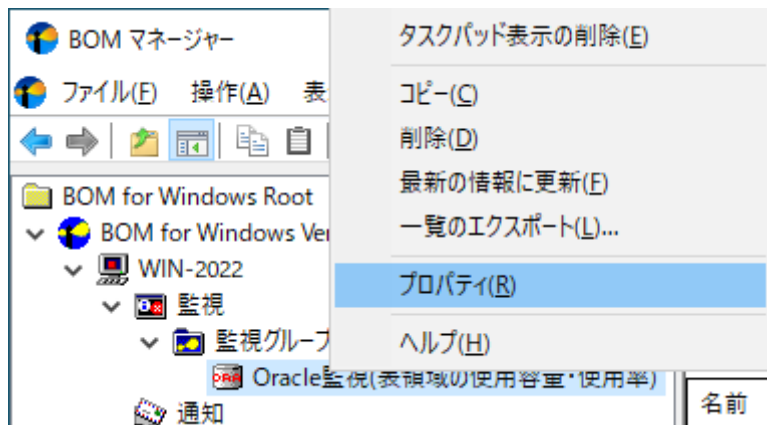 BOM マネージャー
ファイル(F) 操作(A) 表
BOM for Windows Root
BOM for Windows Ver
WIN-2022
監視
監視グループ
Oracle監視(表領域の使用容量・使用率)
通知
タスクパッド表示の削除(E)
コピー(C)
削除(D)
最新の情報に更新(F)
一覧のエクスポート(L)...
プロパティ(R)
ヘルプ(H)
名前